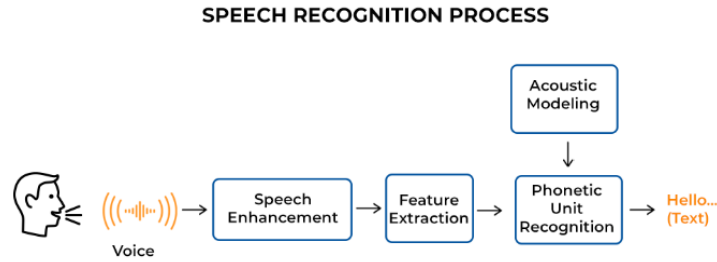 SPEECH RECOGNITION PROCESS
Acoustic
Modeling
Speech
Enhancement
Feature
Extraction
Phonetic
Unit
Recognition
Hello...
(Text)
Voice